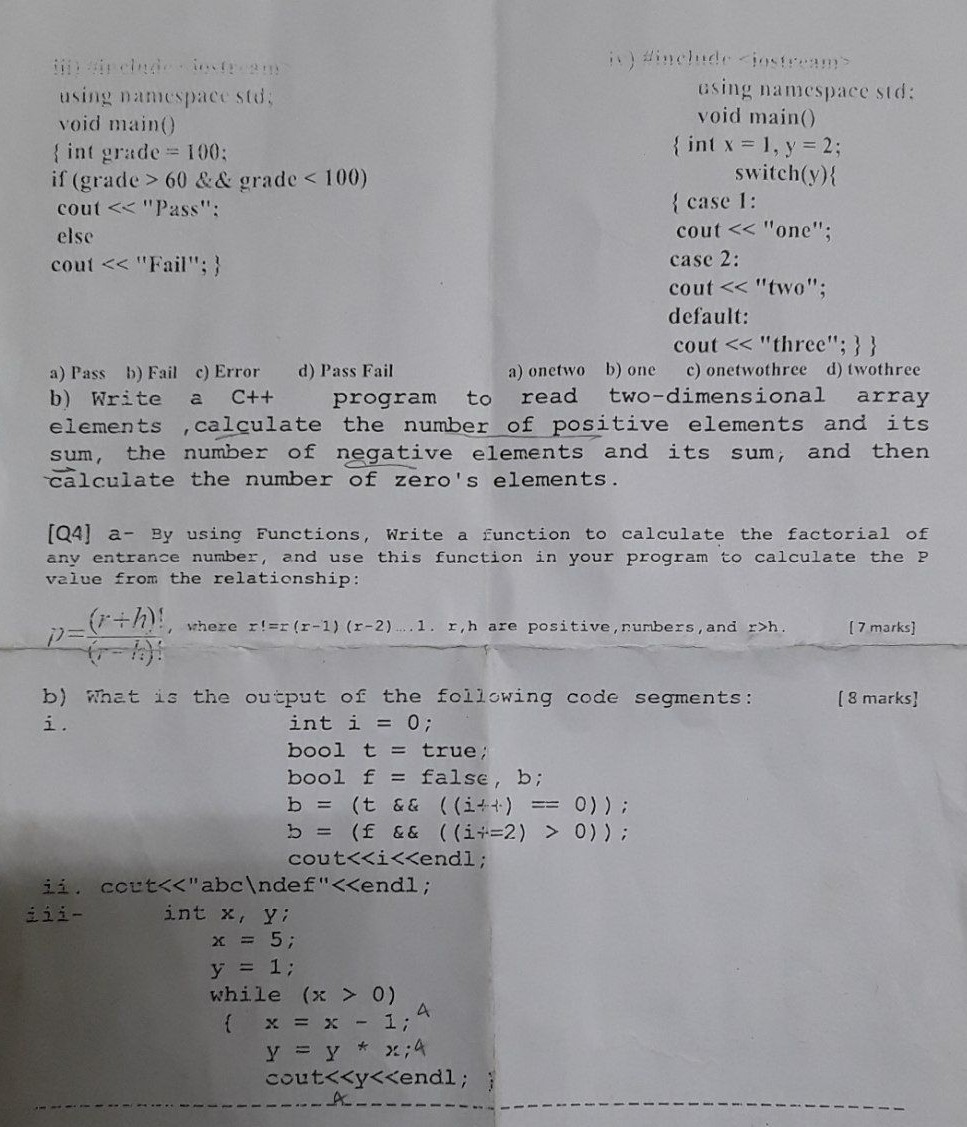 iii) #include <iostream>
using namespace std;
void main()
{ int grade = 100;
if (grade > 60 && grade < 100)
cout << "Pass";
else
cout << "Fail"; }
iv) #include <iostream>
using namespace std;
void main()
{ int x = 1, y = 2;
switch(y){
{ case 1:
cout << "one";
case 2:
cout << "two";
default:
cout << "three"; } }
a) Pass b) Fail c) Error d) Pass Fail
a) onetwo b) one c) onetwothree d) twothree
b) Write a C++ program to read two-dimensional array
elements ,calculate the number of positive elements and its
sum, the number of negative elements and its sum, and then
calculate the number of zero's elements.
[Q4] a- By using Functions, Write a function to calculate the factorial of
any entrance number, and use this function in your program to calculate the P
value from the relationship:
p=(r+h)!/(r-h)!, where r!=r(r-1)(r-2)....1. r,h are positive,numbers,and r>h. [7 marks]
b) What is the output of the following code segments: [8 marks]
i. int i = 0;
bool t = true;
bool f = false, b;
b = (t && ((i++) == 0));
b = (f && ((i+=2) > 0));
cout<<i<<endl;
ii. cout<<"abc\ndef"<<endl;
iii- int x, y;
x = 5;
y = 1;
while (x > 0)
{ x = x - 1; 4
y = y * x; 4
cout<<y<<endl; }